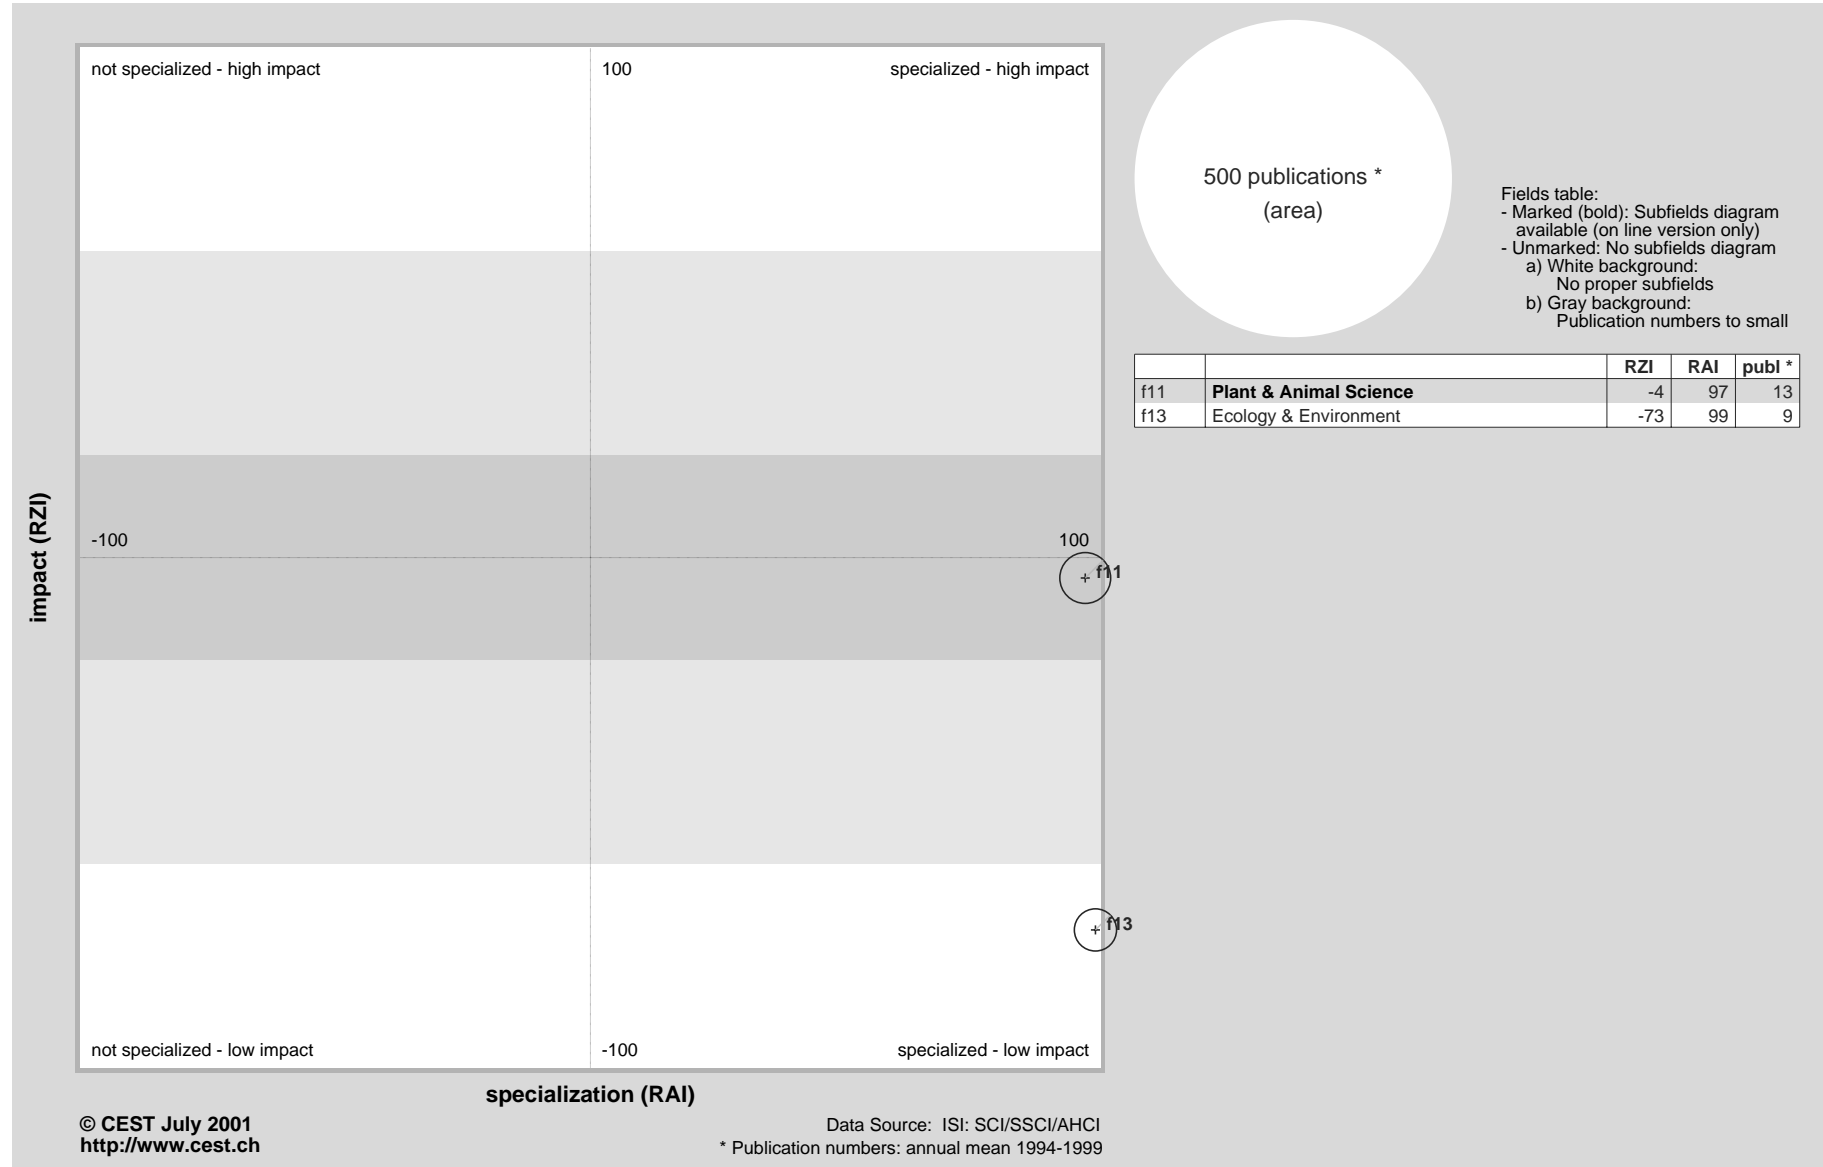 not specialized - high impact
100
specialized - high impact
500 publications *
(area)
Fields table:
- Marked (bold): Subfields diagram
available (on line version only)
- Unmarked: No subfields diagram
a) White background:
No proper subfields
b) Gray background:
Publication numbers to small
RZI RAI publ *
f11 Plant & Animal Science -4 97 13
f13 Ecology & Environment -73 99 9
impact (RZI)
-100
100
f11
f13
not specialized - low impact
-100
specialized - low impact
specialization (RAI)
© CEST July 2001
http://www.cest.ch
Data Source: ISI: SCI/SSCI/AHCI
* Publication numbers: annual mean 1994-1999